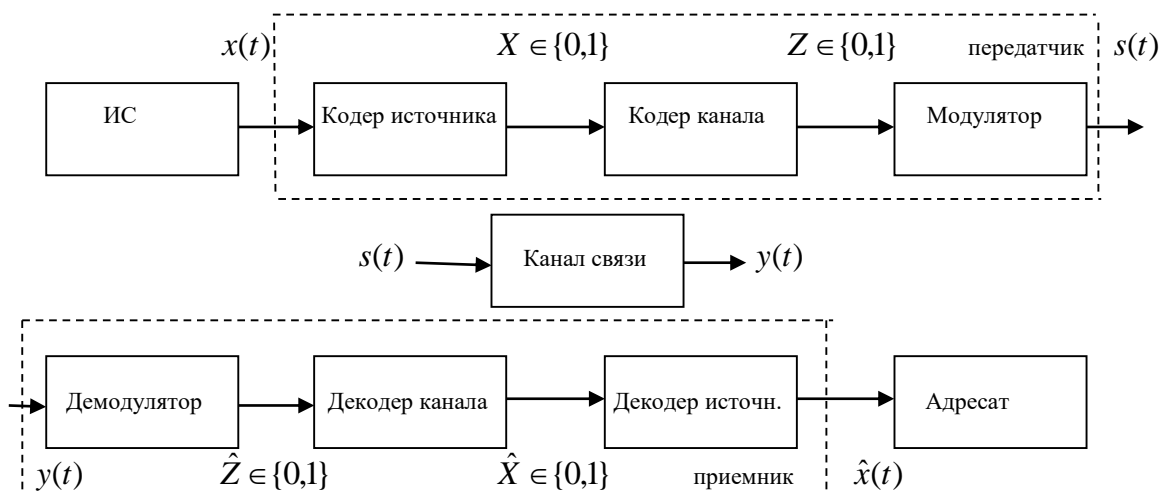 x(t)
X ∈ {0,1}
Z ∈ {0,1}
передатчик
s(t)
ИС
Кодер источника
Кодер канала
Модулятор
s(t)
Канал связи
y(t)
Демодулятор
Декодер канала
Декодер источн.
Адресат
y(t)
Ẑ ∈ {0,1}
X̂ ∈ {0,1}
приемник
x̂(t)